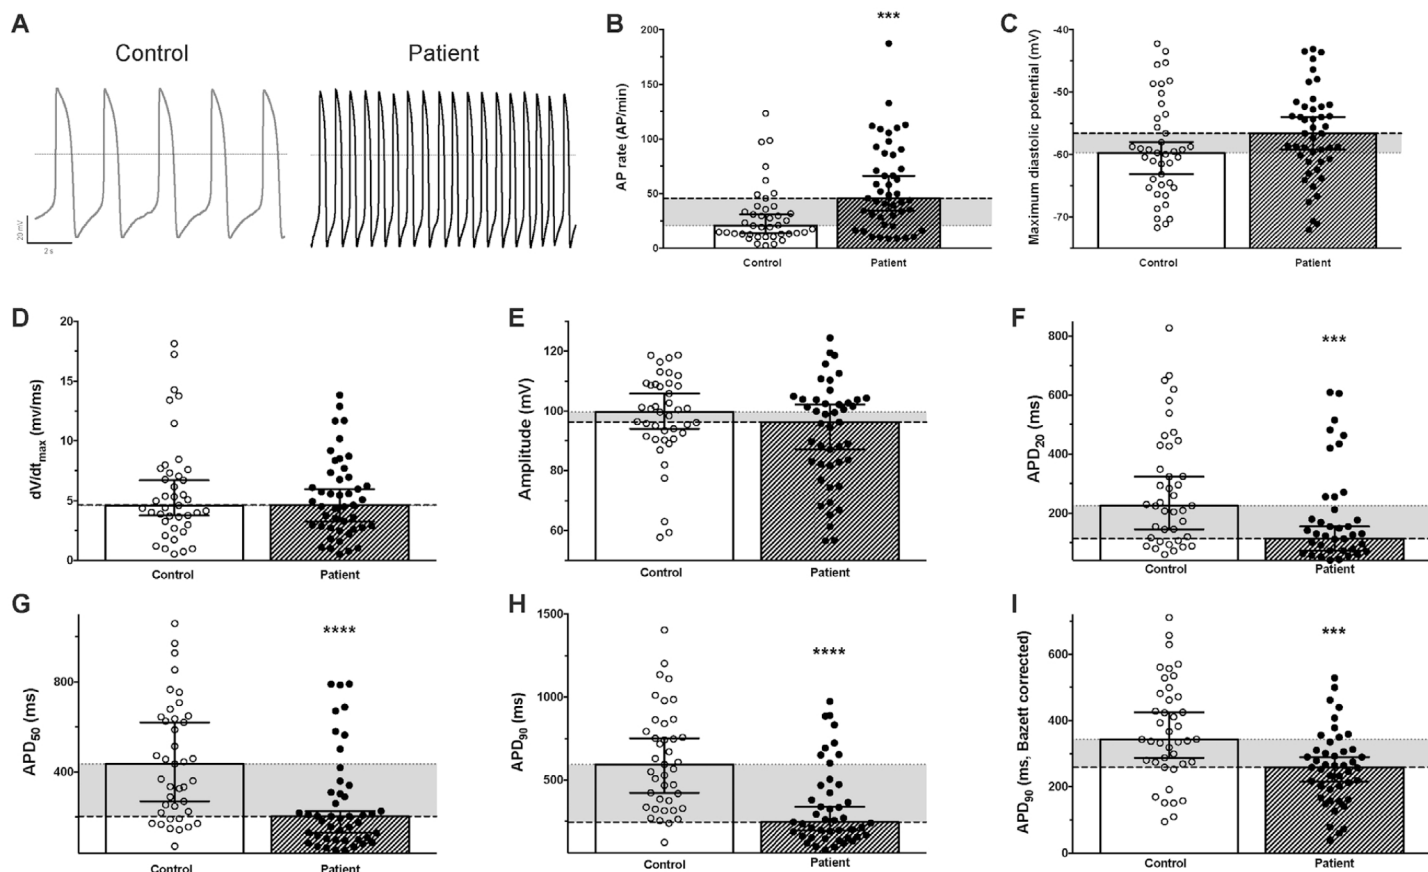 A
Control
Patient
20 mV
2 s
B
***
AP rate (AP/min)
200
150
100
50
0
Control
Patient
C
Maximum diastolic potential (mV)
-40
-50
-60
-70
Control
Patient
D
dV/dtmax (mv/ms)
20
15
10
5
0
Control
Patient
E
Amplitude (mV)
120
100
80
60
Control
Patient
F
***
APD20 (ms)
800
600
400
200
0
Control
Patient
G
****
APD50 (ms)
800
400
Control
Patient
H
****
APD90 (ms)
1500
1000
500
Control
Patient
I
***
APD90 (ms, Bazett corrected)
600
400
200
0
Control
Patient